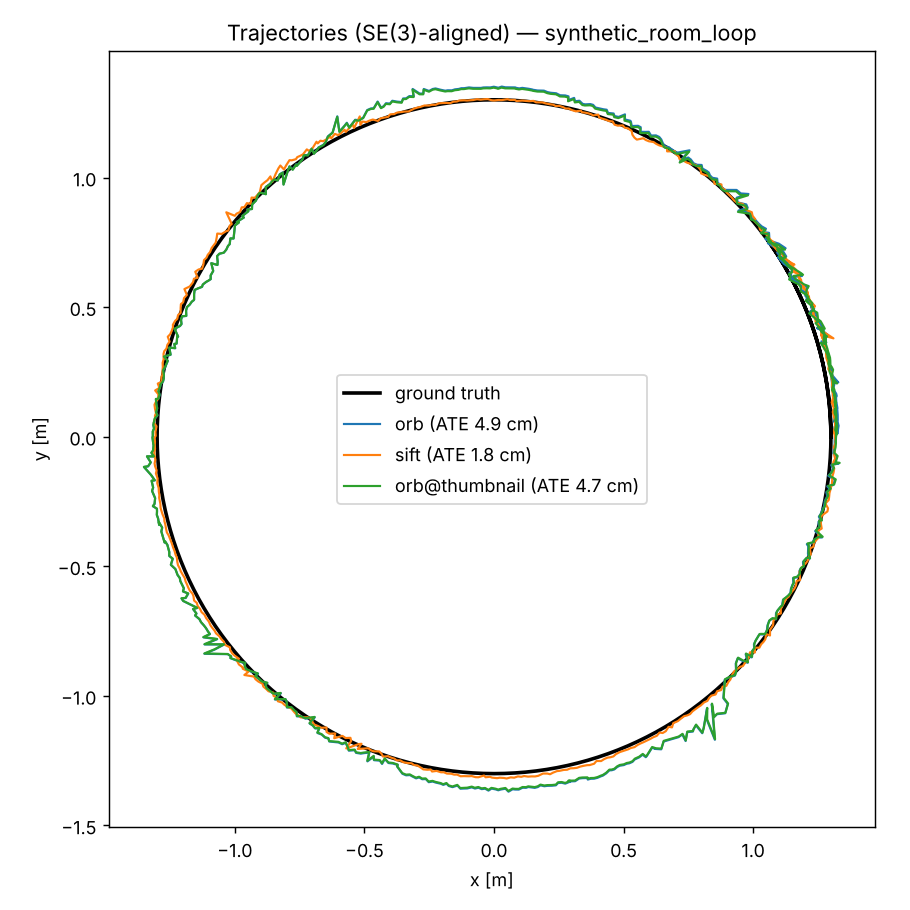 Trajectories (SE(3)-aligned) — synthetic_room_loop
y [m]
1.0
0.5
0.0
−0.5
−1.0
−1.5
ground truth
orb (ATE 4.9 cm)
sift (ATE 1.8 cm)
orb@thumbnail (ATE 4.7 cm)
−1.0 −0.5 0.0 0.5 1.0
x [m]